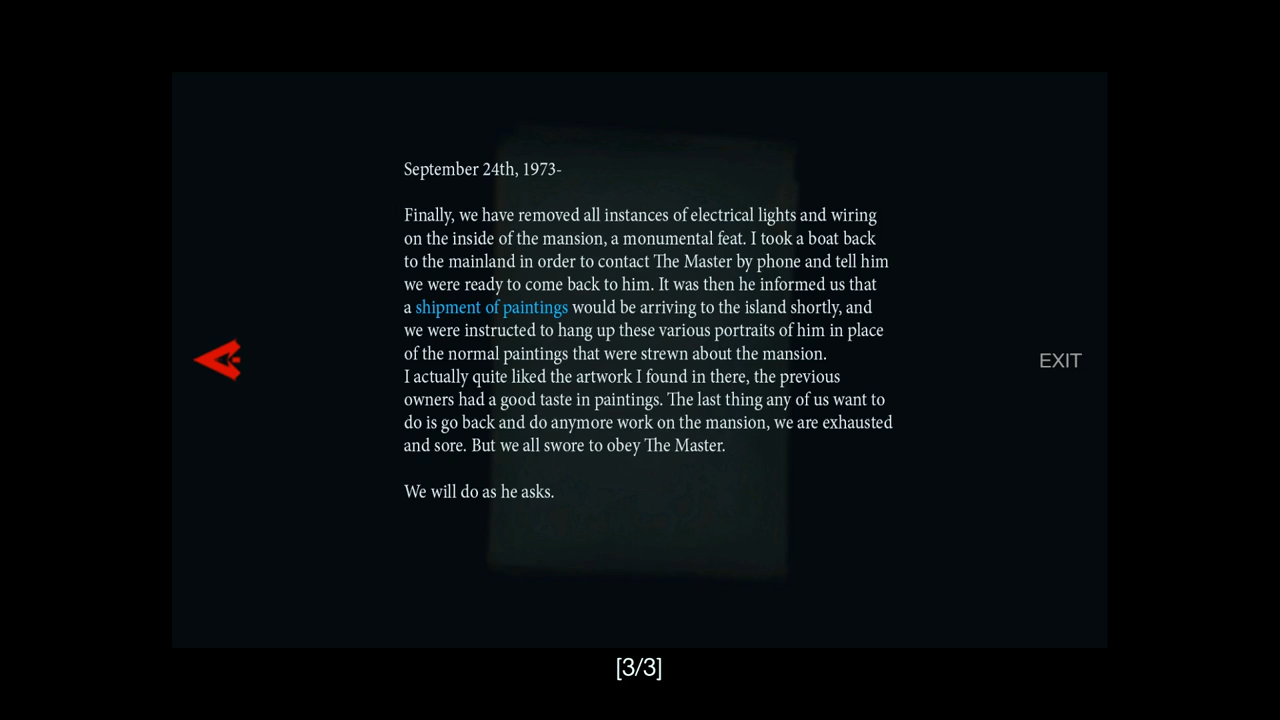 September 24th, 1973-
Finally, we have removed all instances of electrical lights and wiring
on the inside of the mansion, a monumental feat. I took a boat back
to the mainland in order to contact The Master by phone and tell him
we were ready to come back to him. It was then he informed us that
a shipment of paintings would be arriving to the island shortly, and
we were instructed to hang up these various portraits of him in place
of the normal paintings that were strewn about the mansion.
I actually quite liked the artwork I found in there, the previous
owners had a good taste in paintings. The last thing any of us want to
do is go back and do anymore work on the mansion, we are exhausted
and sore. But we all swore to obey The Master.
We will do as he asks.
EXIT
[3/3]